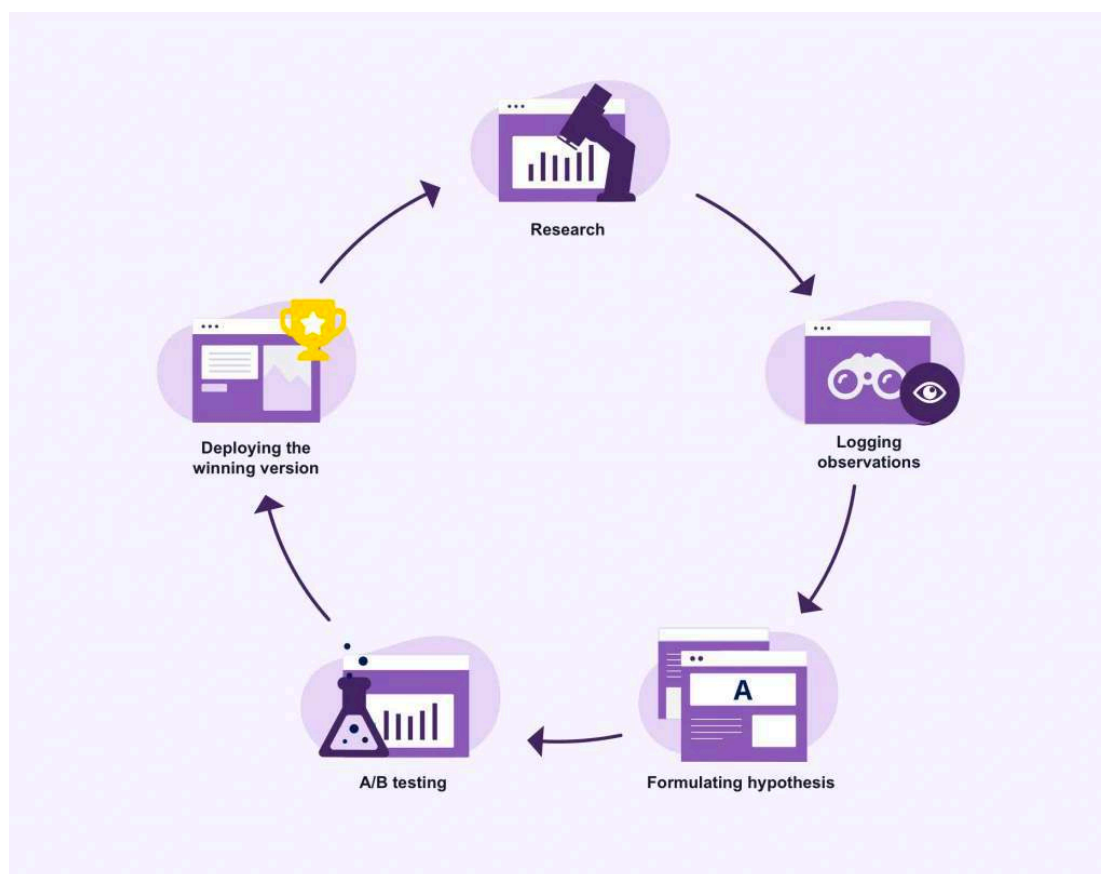 Research
Logging
observations
Formulating hypothesis
A
A/B testing
Deploying the
winning version